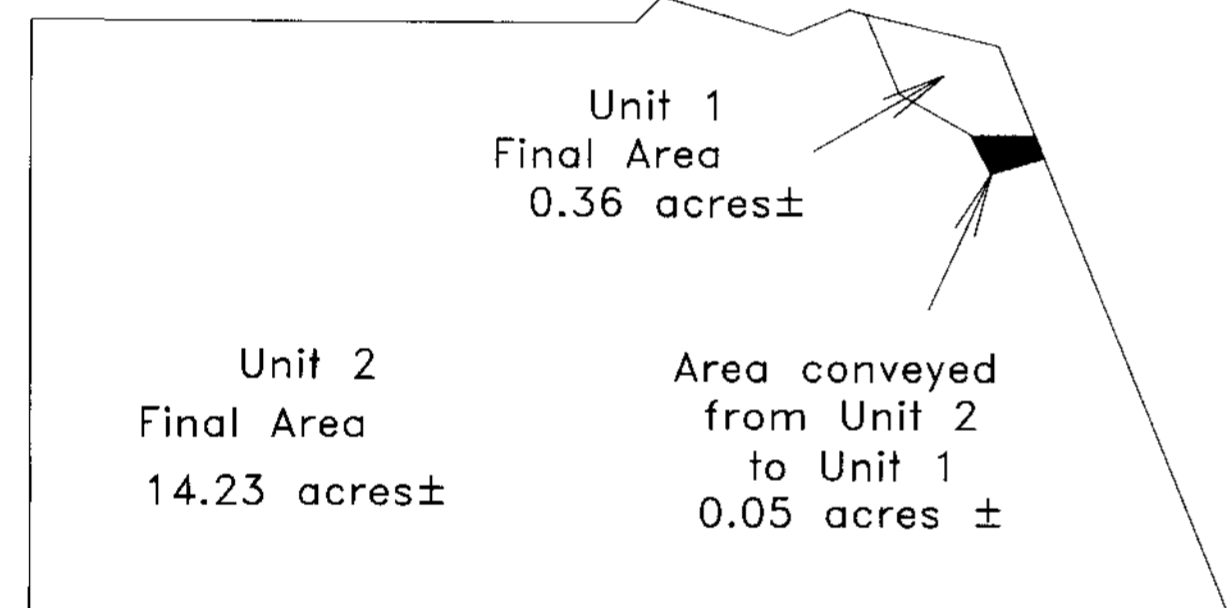 Unit 1
Final Area
0.36 acres±
Unit 2
Final Area
14.23 acres±
Area conveyed
from Unit 2
to Unit 1
0.05 acres ±